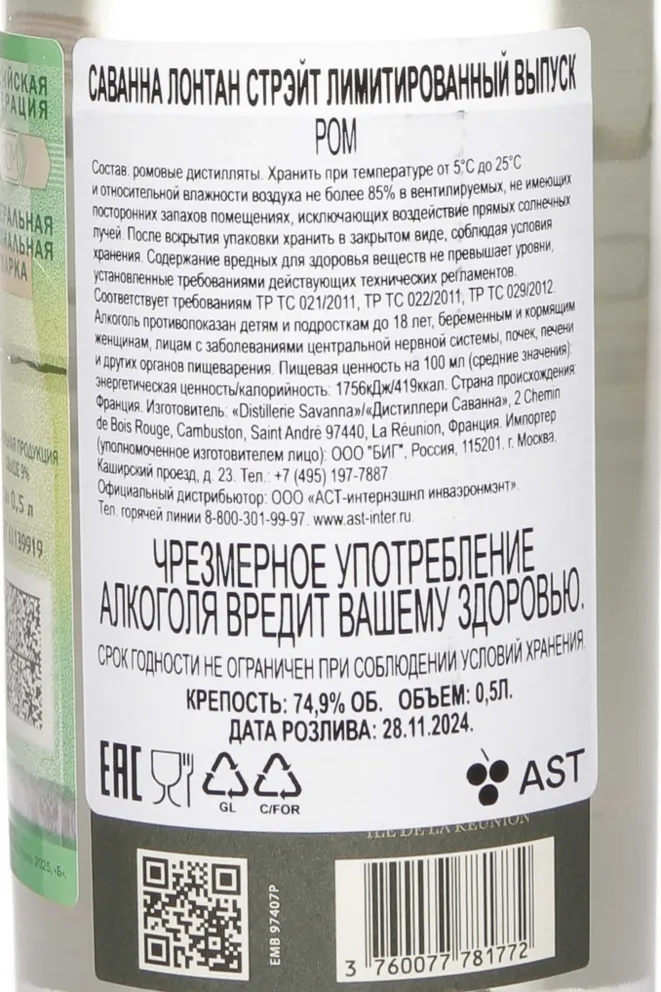 САВАННА ЛОНТАН СТРЭЙТ ЛИМИТИРОВАННЫЙ ВЫПУСК
РОМ
Состав: ромовые дистилляты. Хранить при температуре от 5°C до 25°C
и относительной влажности воздуха не более 85% в вентилируемых, не имеющих
посторонних запахов помещениях, исключающих воздействие прямых солнечных
лучей. После вскрытия упаковки хранить в закрытом виде, соблюдая условия
хранения. Содержание вредных для здоровья веществ не превышает уровни,
установленные требованиями действующих технических регламентов.
Соответствует требованиям ТР ТС 021/2011, ТР ТС 022/2011, ТР ТС 029/2012.
Алкоголь противопоказан детям и подросткам до 18 лет, беременным и кормящим
женщинам, лицам с заболеваниями центральной нервной системы, почек, печени
и других органов пищеварения. Пищевая ценность на 100 мл (средние значения):
энергетическая ценность/калорийность: 1756кДж/419ккал. Страна происхождения:
Франция. Изготовитель: «Distillerie Savanna»/«Дистиллери Саванна», 2 Chemin
de Bois Rouge, Cambuston, Saint André 97440, La Réunion, Франция. Импортер
(уполномоченное изготовителем лицо): ООО "БИГ", Россия, 115201. г. Москва,
Каширский проезд, д. 23. Тел.: +7 (495) 197-7887
Официальный дистрибьютор: ООО «АСТ-интернэшнл инваэронмэнт».
Тел. горячей линии 8-800-301-99-97. www.ast-inter.ru.
ЧРЕЗМЕРНОЕ УПОТРЕБЛЕНИЕ
АЛКОГОЛЯ ВРЕДИТ ВАШЕМУ ЗДОРОВЬЮ.
СРОК ГОДНОСТИ НЕ ОГРАНИЧЕН ПРИ СОБЛЮДЕНИИ УСЛОВИЙ ХРАНЕНИЯ.
КРЕПОСТЬ: 74,9% ОБ. ОБЪЕМ: 0,5Л.
ДАТА РОЗЛИВА: 28.11.2024.
EAC
GL
C/FOR
AST
ILE DE LA RÉUNION
EMB 97407P
3 760077 781772
0,5 л
139919